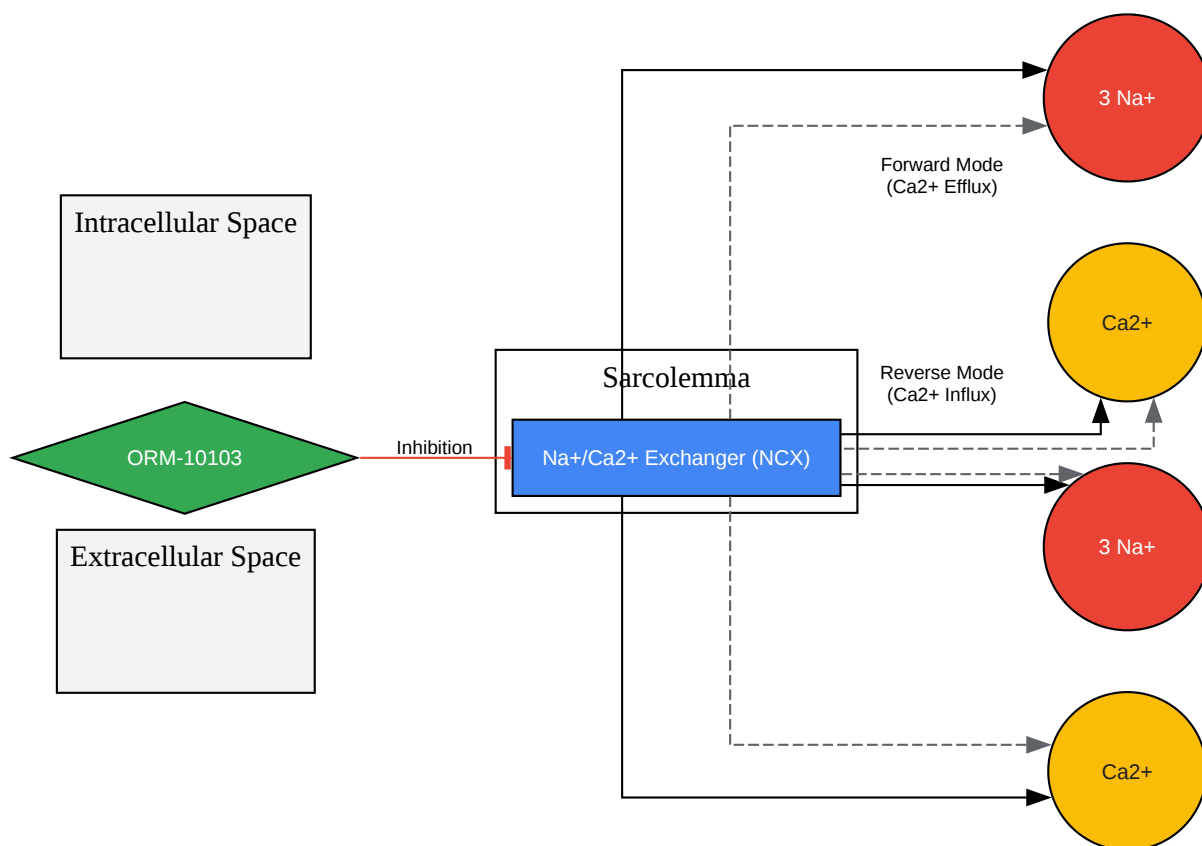 3 Na+
Forward Mode
(Ca2+ Efflux)
Intracellular Space
Ca2+
Sarcolemma
Reverse Mode
(Ca2+ Influx)
ORM-10103
Inhibition
Na+/Ca2+ Exchanger (NCX)
Extracellular Space
3 Na+
Ca2+